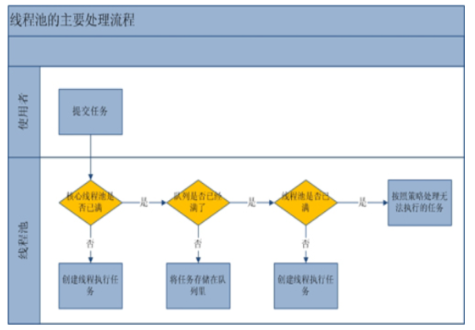 线程池的主要处理流程
使用者
提交任务
线程池
核心线程池是
否已满
是
队列是否已经
满了
是
线程池是否已
满
是
按照策略处理无
法执行的任务
否
否
否
创建线程执行任
务
将任务存储在队
列里
创建线程执行任
务